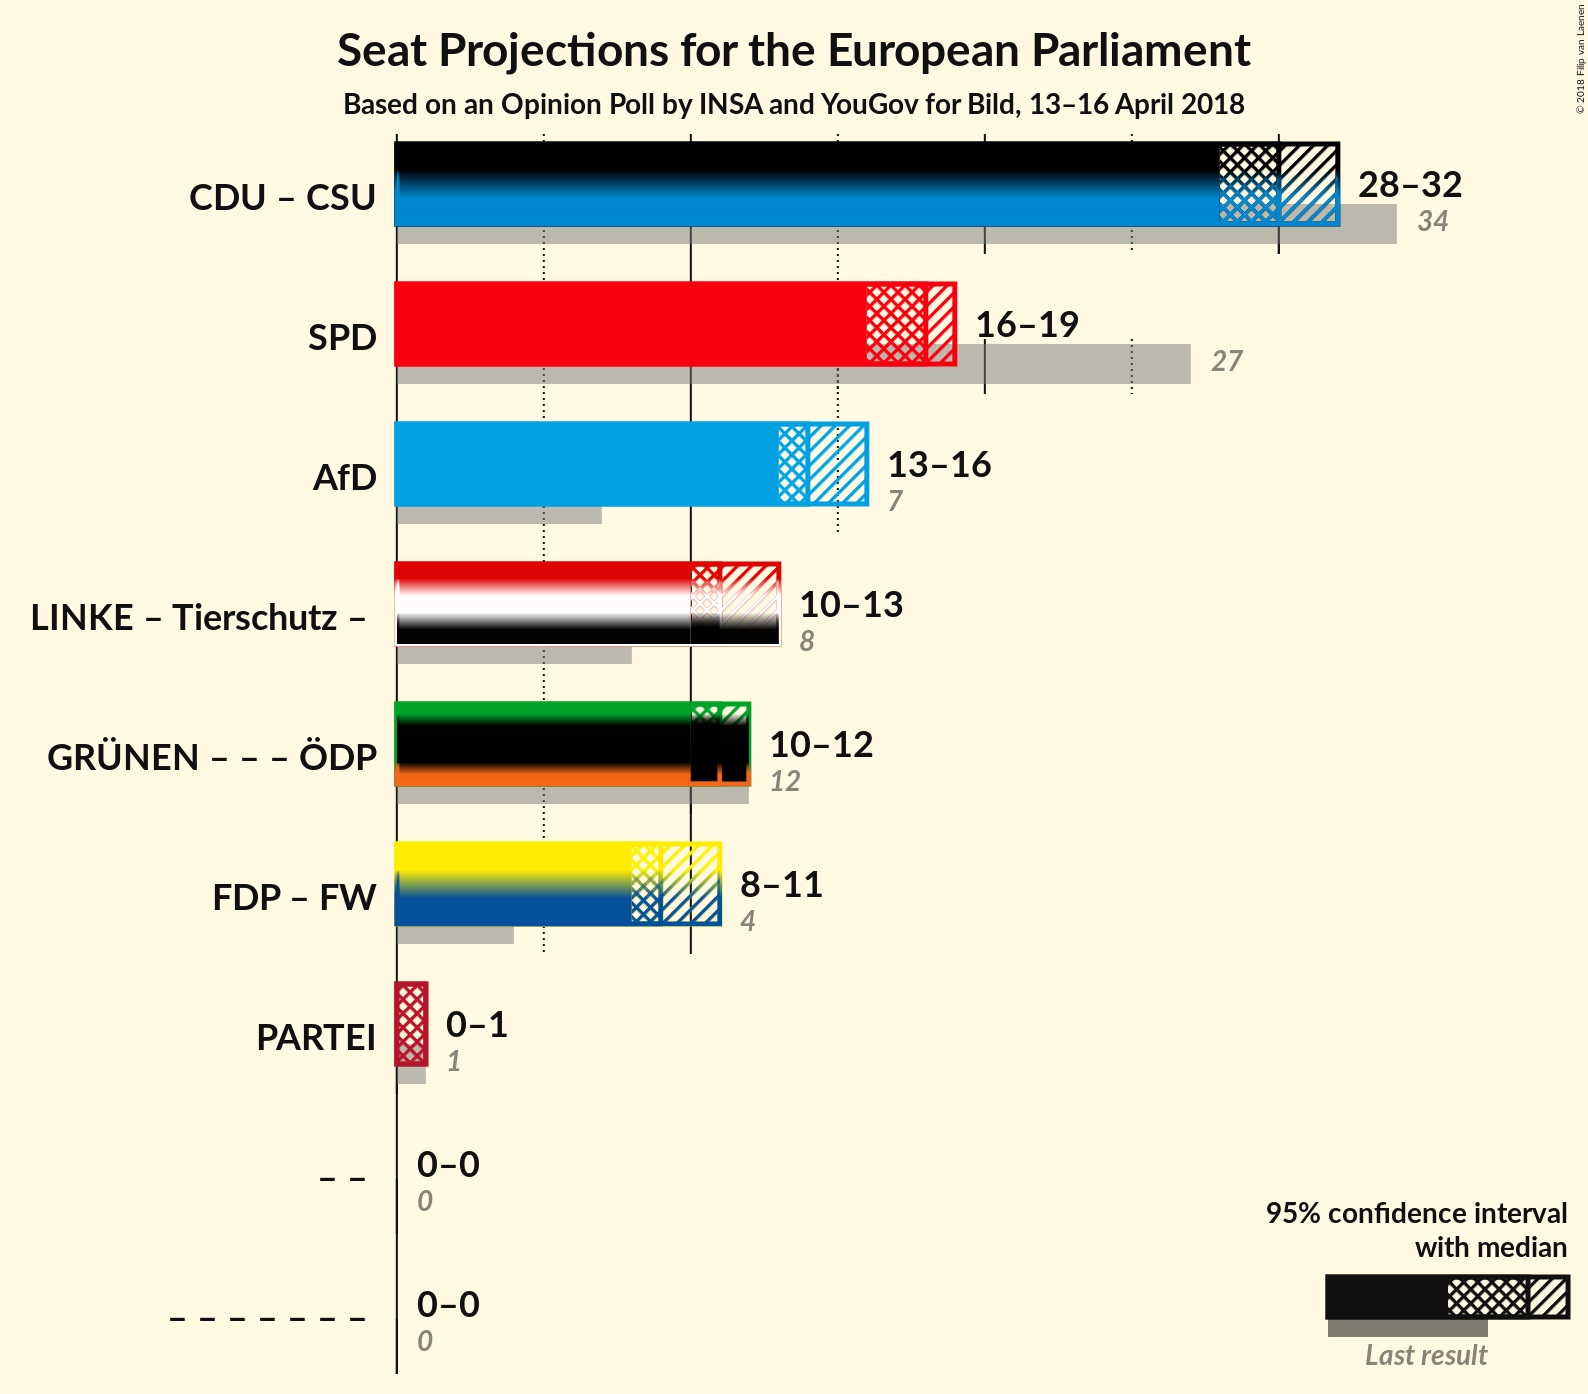 Seat Projections for the European Parliament
Based on an Opinion Poll by INSA and YouGov for Bild, 13–16 April 2018
© 2018 Filip van Laenen
CDU – CSU
28–32
34
SPD
16–19
27
AfD
13–16
7
LINKE – Tierschutz –
10–13
8
GRÜNEN – – – ÖDP
10–12
12
FDP – FW
8–11
4
PARTEI
0–1
1
– –
0–0
0
– – – – – – –
0–0
0
95% confidence interval
with median
Last result